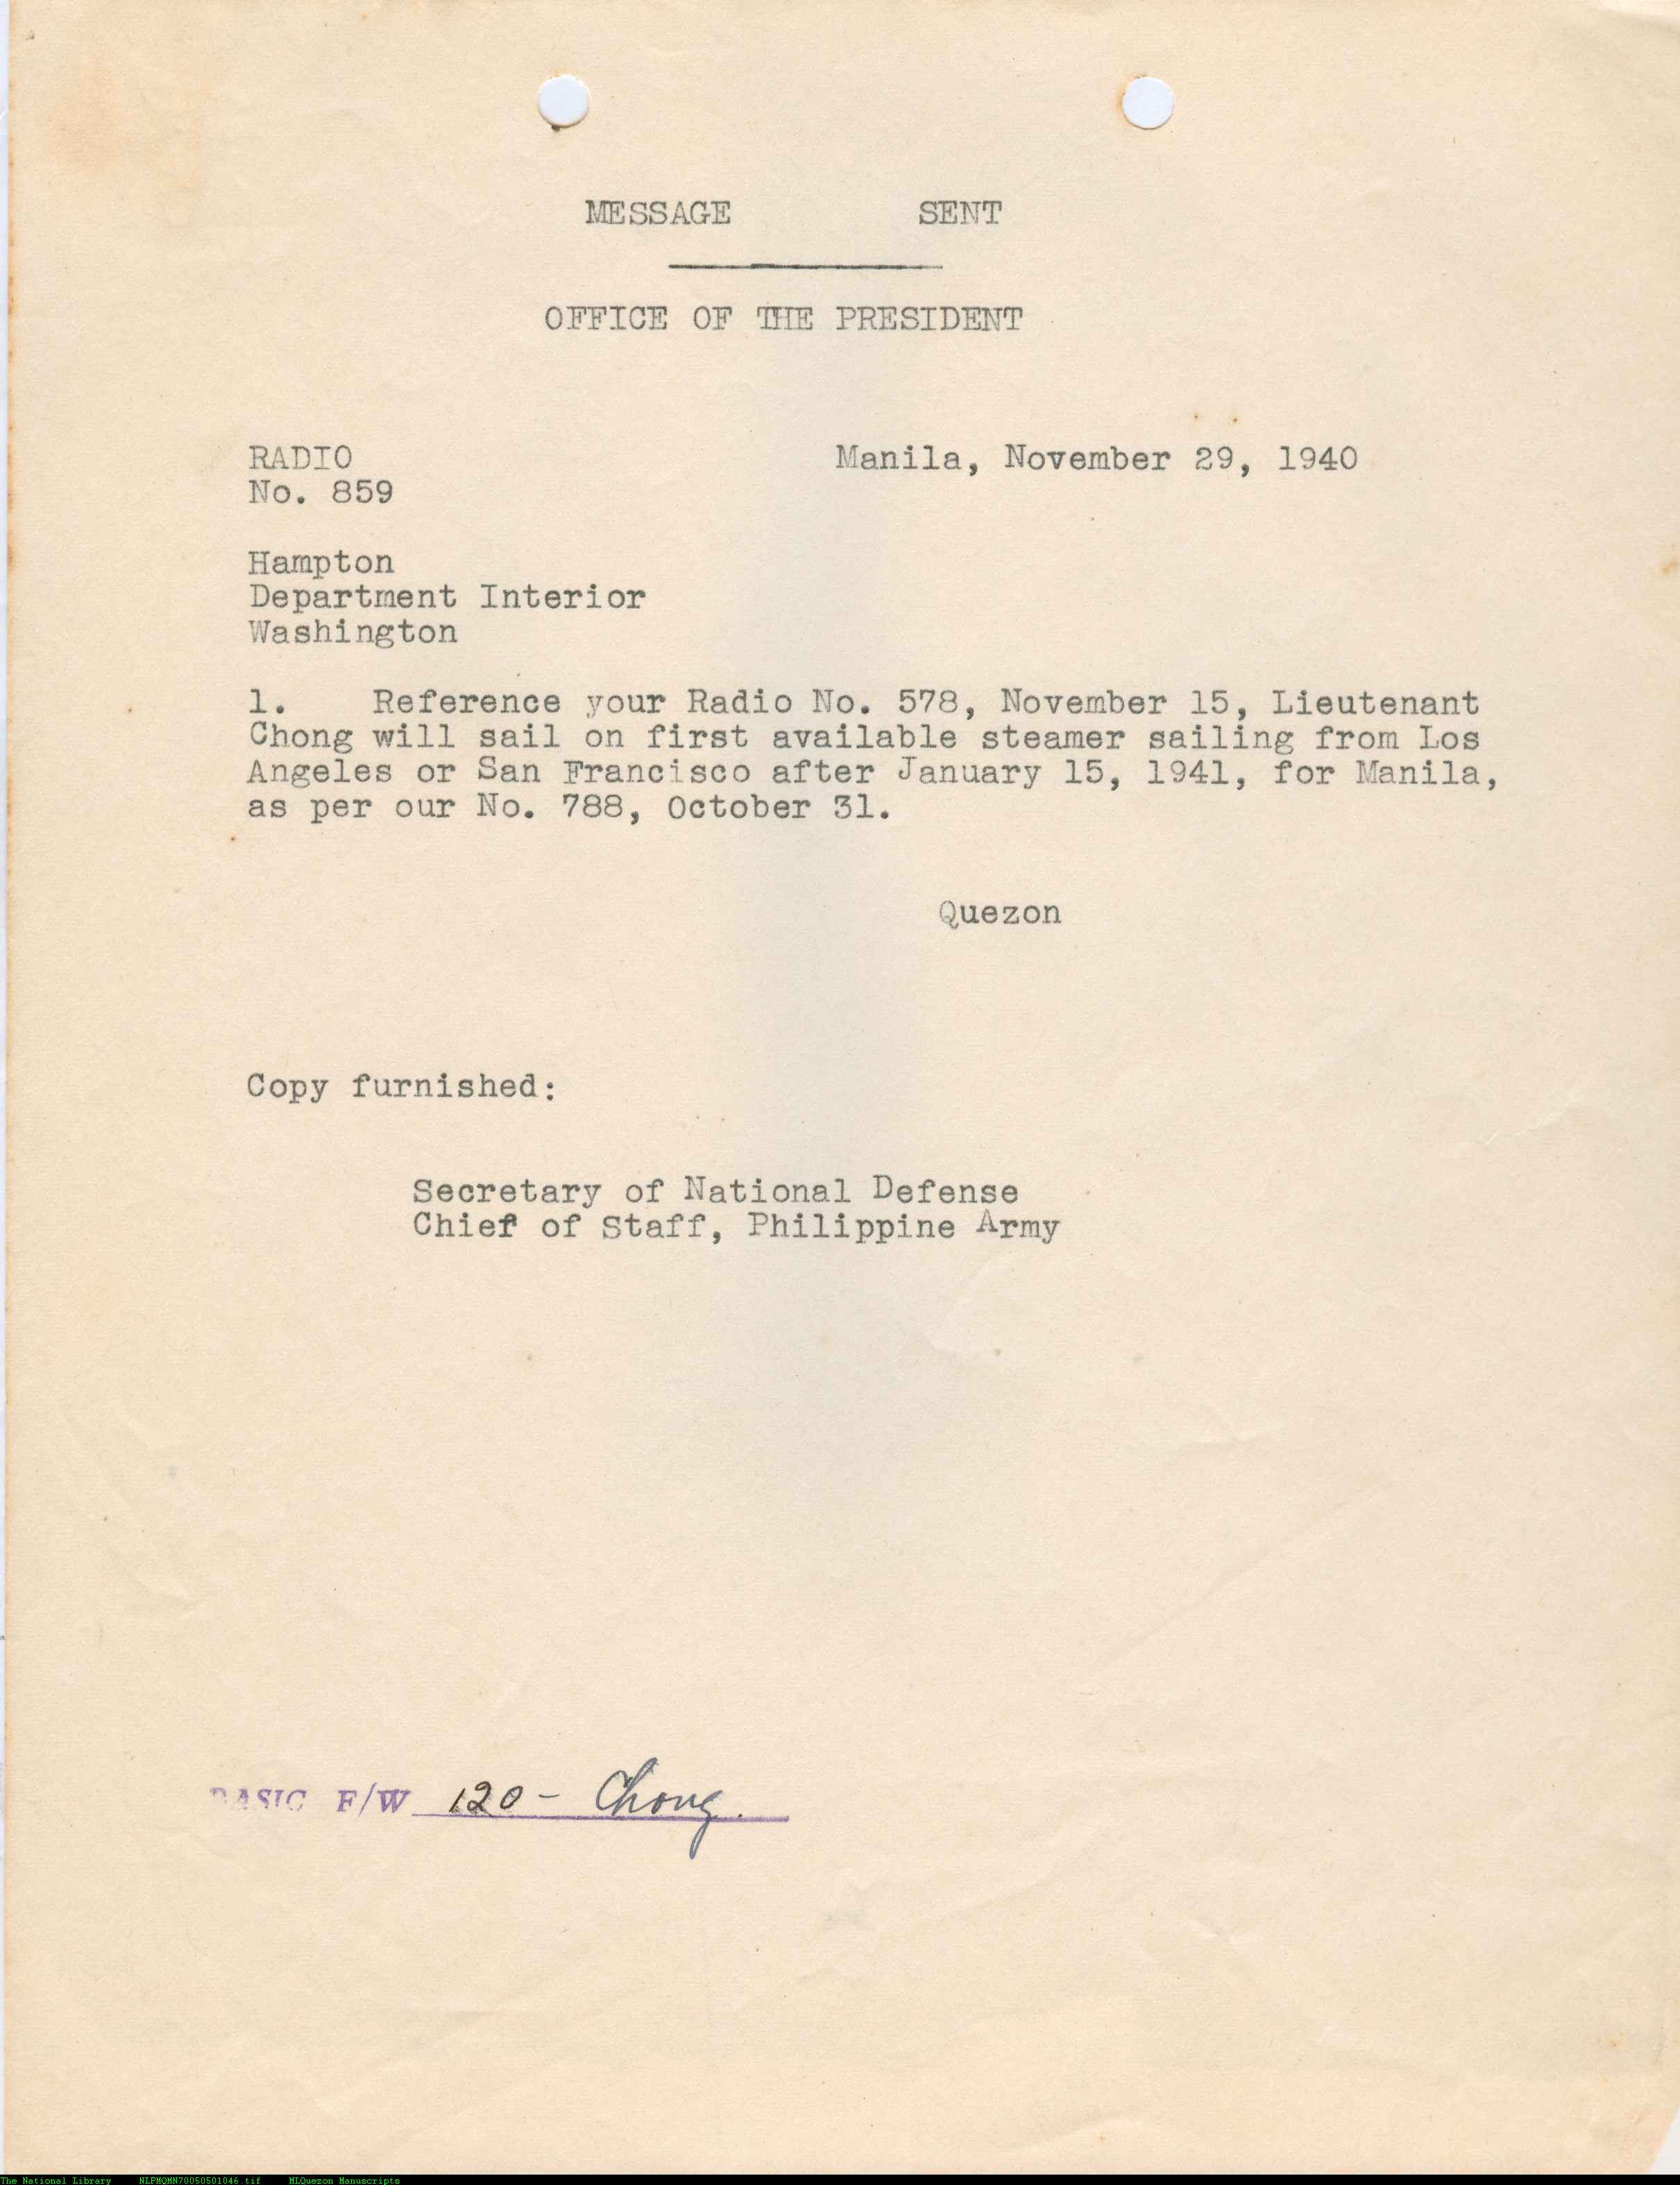 MESSAGE SENT
OFFICE OF THE PRESIDENT
RADIO
No. 859
Manila, November 29, 1940
Hampton
Department Interior
Washington
1. Reference your Radio No. 578, November 15, Lieutenant
Chong will sail on first available steamer sailing from Los
Angeles or San Francisco after January 15, 1941, for Manila,
as per our No. 788, October 31.
Quezon
Copy furnished:
Secretary of National Defense
Chief of Staff, Philippine Army
BASIC F/W 120 - Chong.
The National Library NLPMQMN70050501046.tif MLQuezon Manuscripts